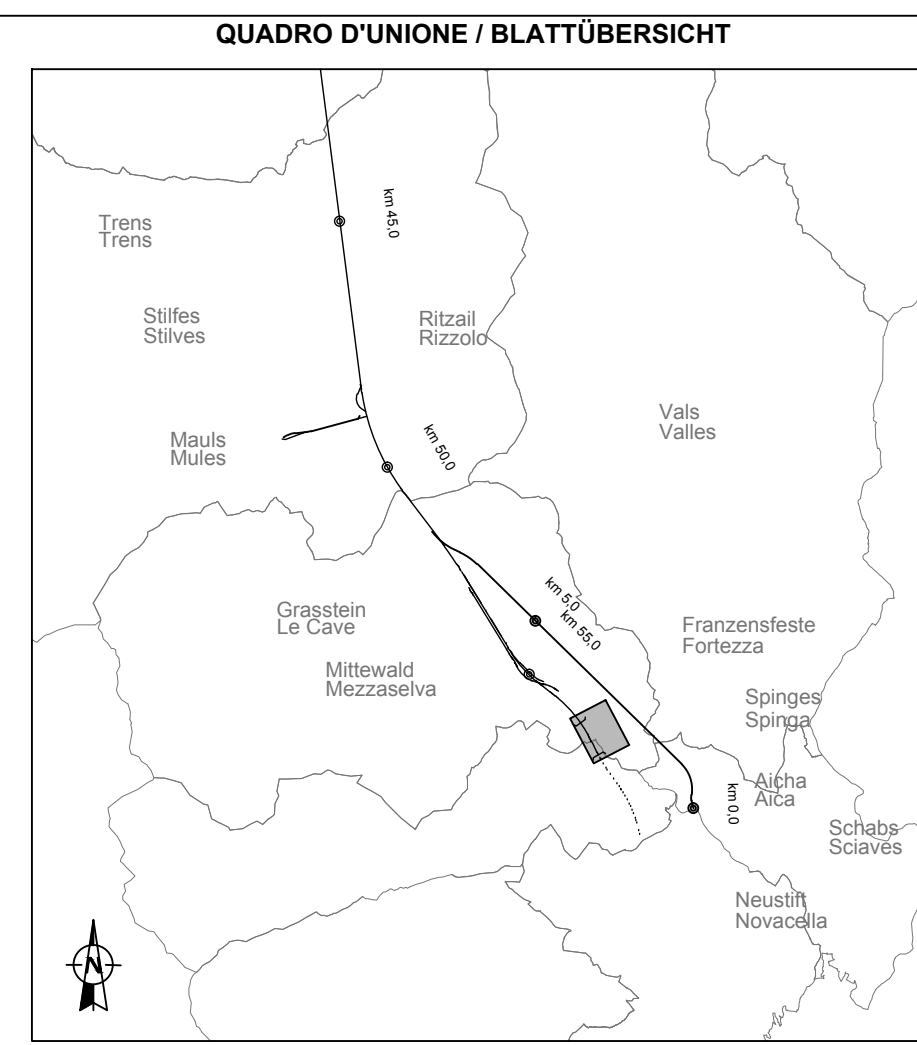 QUADRO D'UNIONE / BLATTÜBERSICHT
km 45,0
Trens
Trens
Stilfes
Stilves
Ritzail
Rizzolo
Vals
Valles
Mauls
Mules
km 50,0
km 5,0
km 55,0
Grasstein
Le Cave
Franzensfeste
Fortezza
Mittewald
Mezzaselva
Spinges
Spinga
Aicha
Aica
km 0,0
Schabs
Sciaves
Neustift
Novacella
N